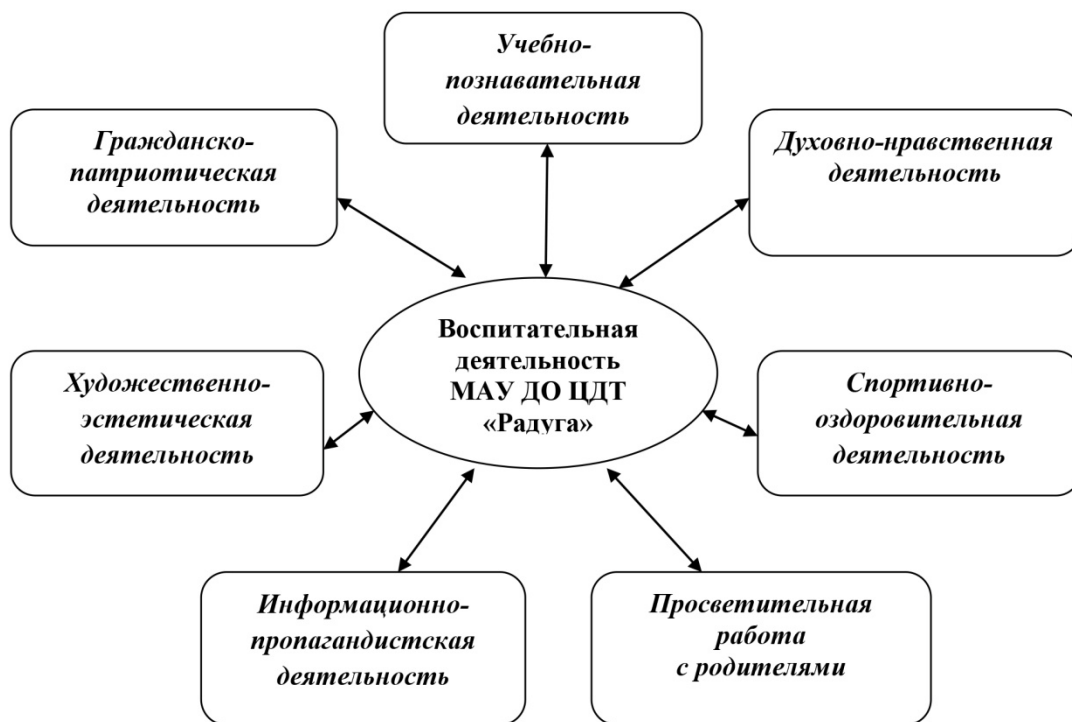 Учебно-
познавательная
деятельность
Гражданско-
патриотическая
деятельность
Духовно-нравственная
деятельность
Воспитательная
деятельность
МАУ ДО ЦДТ
«Радуга»
Художественно-
эстетическая
деятельность
Спортивно-
оздоровительная
деятельность
Информационно-
пропагандистская
деятельность
Просветительная
работа
с родителями